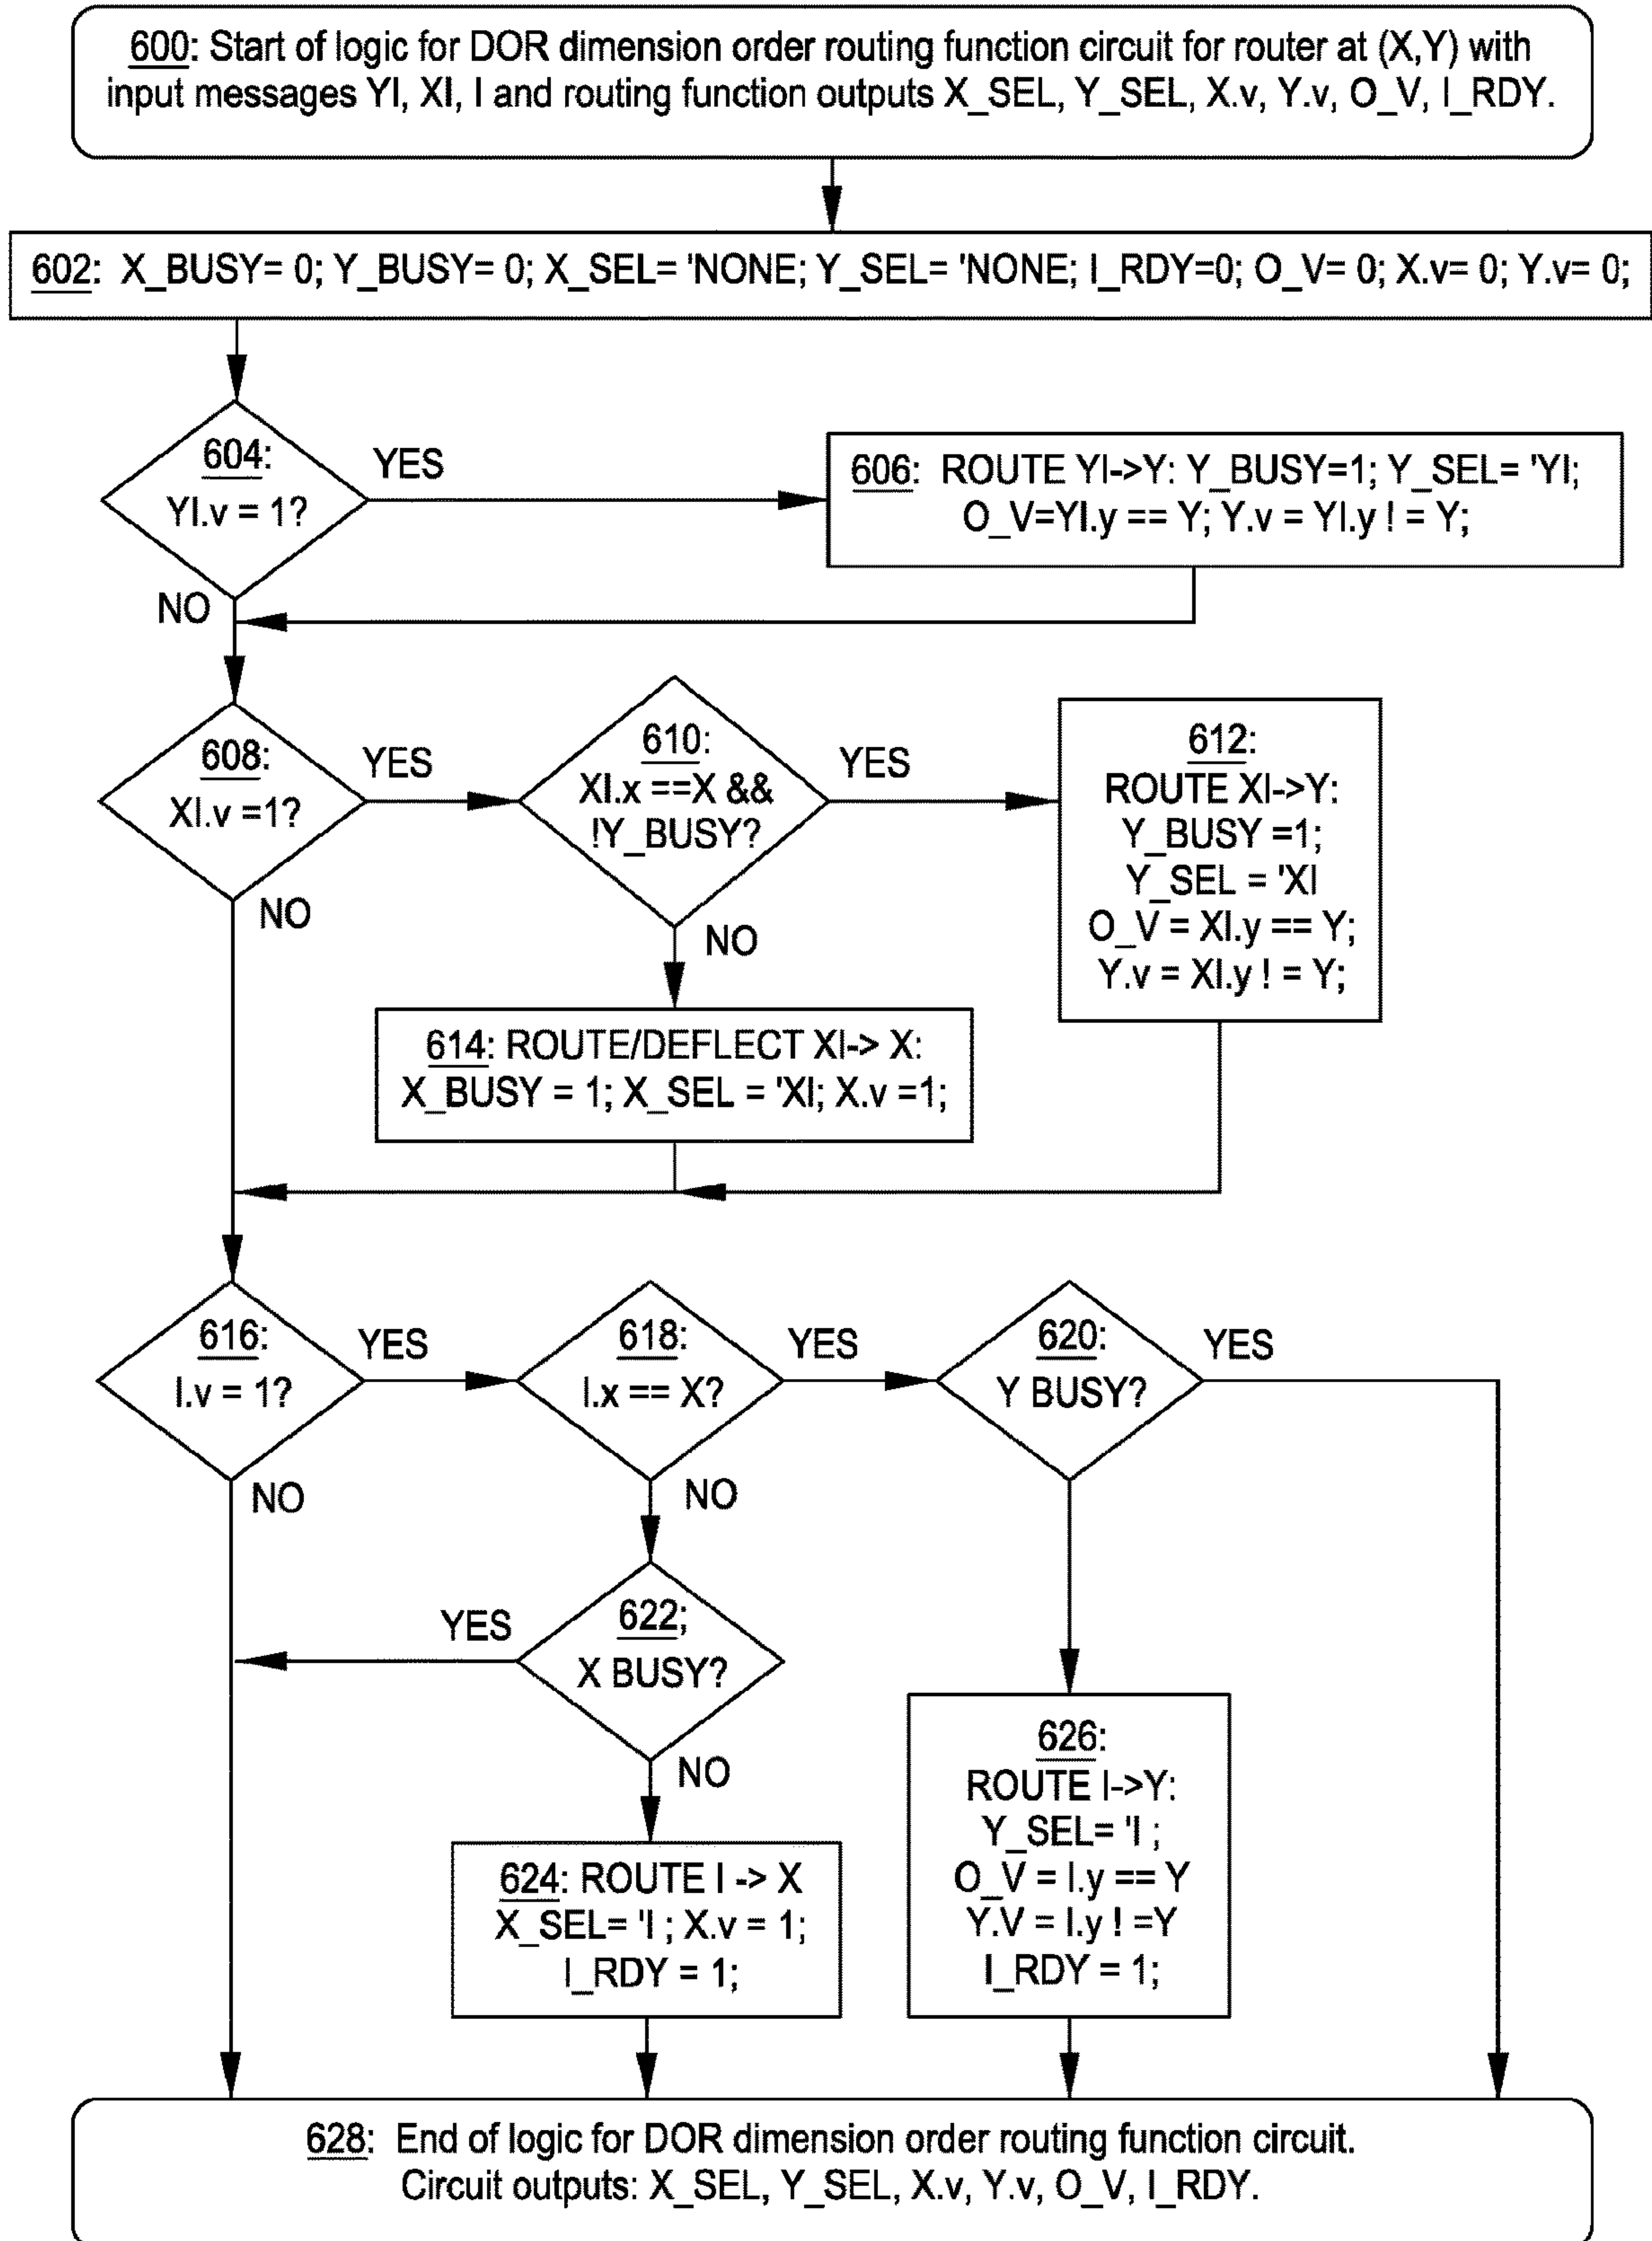 600: Start of logic for DOR dimension order routing function circuit for router at (X,Y) with
input messages YI, XI, I and routing function outputs X_SEL, Y_SEL, X.v, Y.v, O_V, I_RDY.
602: X_BUSY= 0; Y_BUSY= 0; X_SEL= 'NONE; Y_SEL= 'NONE; I_RDY=0; O_V= 0; X.v= 0; Y.v= 0;
604:
YI.v = 1?
YES
NO
606: ROUTE YI->Y: Y_BUSY=1; Y_SEL= 'YI;
O_V=YI.y == Y; Y.v = YI.y ! = Y;
608:
XI.v =1?
YES
NO
610:
XI.x ==X &&
!Y_BUSY?
YES
NO
612:
ROUTE XI->Y:
Y_BUSY =1;
Y_SEL = 'XI
O_V = XI.y == Y;
Y.v = XI.y ! = Y;
614: ROUTE/DEFLECT XI-> X:
X_BUSY = 1; X_SEL = 'XI; X.v =1;
616:
I.v = 1?
YES
NO
618:
I.x == X?
YES
NO
620:
Y BUSY?
YES
622;
X BUSY?
YES
NO
624: ROUTE I -> X
X_SEL= 'I ; X.v = 1;
I_RDY = 1;
626:
ROUTE I->Y:
Y_SEL= 'I ;
O_V = I.y == Y
Y.V = I.y ! =Y
I_RDY = 1;
628: End of logic for DOR dimension order routing function circuit.
Circuit outputs: X_SEL, Y_SEL, X.v, Y.v, O_V, I_RDY.